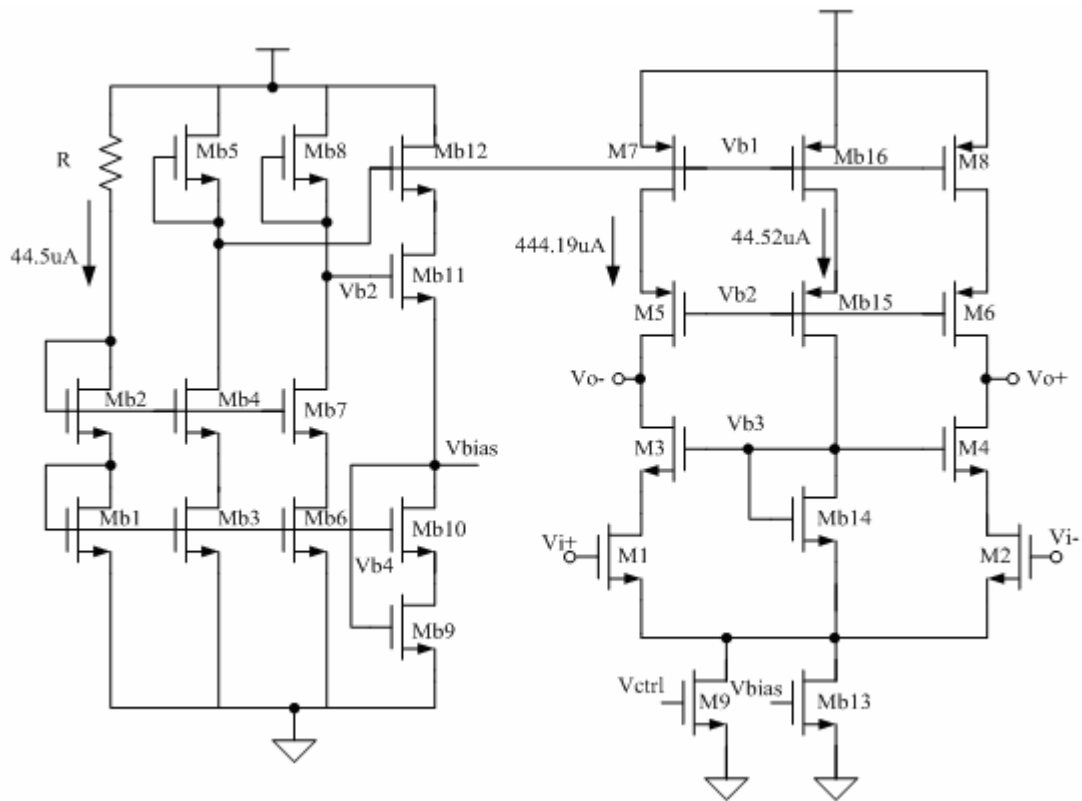 R
Mb5
Mb8
Mb12
M7
Vb1
Mb16
M8
44.5uA
444.19uA
44.52uA
Vb2
Mb11
Vb2
Mb15
M5
M6
Vo-
Vo+
Mb2
Mb4
Mb7
Vb3
M3
M4
Vbias
Mb1
Mb3
Mb6
Mb10
Mb14
Vi+
M1
M2
Vi-
Vb4
Mb9
Vctrl
M9
Vbias
Mb13